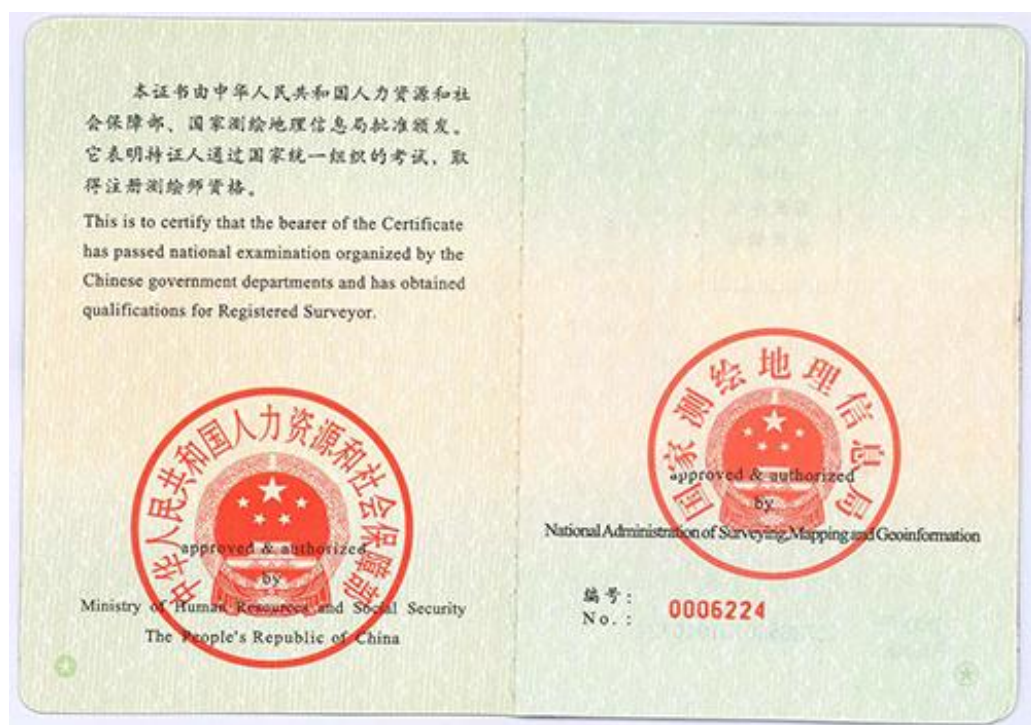 本证书由中华人民共和国人力资源和社
会保障部、国家测绘地理信息局批准颁发。
它表明持证人通过国家统一组织的考试，取
得注册测绘师资格。
This is to certify that the bearer of the Certificate
has passed national examination organized by the
Chinese government departments and has obtained
qualifications for Registered Surveyor.
中华人民共和国人力资源和社会保障部
approved & authorized
by
Ministry of Human Resources and Social Security
The People's Republic of China
国家测绘地理信息局
approved & authorized
by
National Administration of Surveying,Mapping and Geoinformation
编号：
No.： 0006224